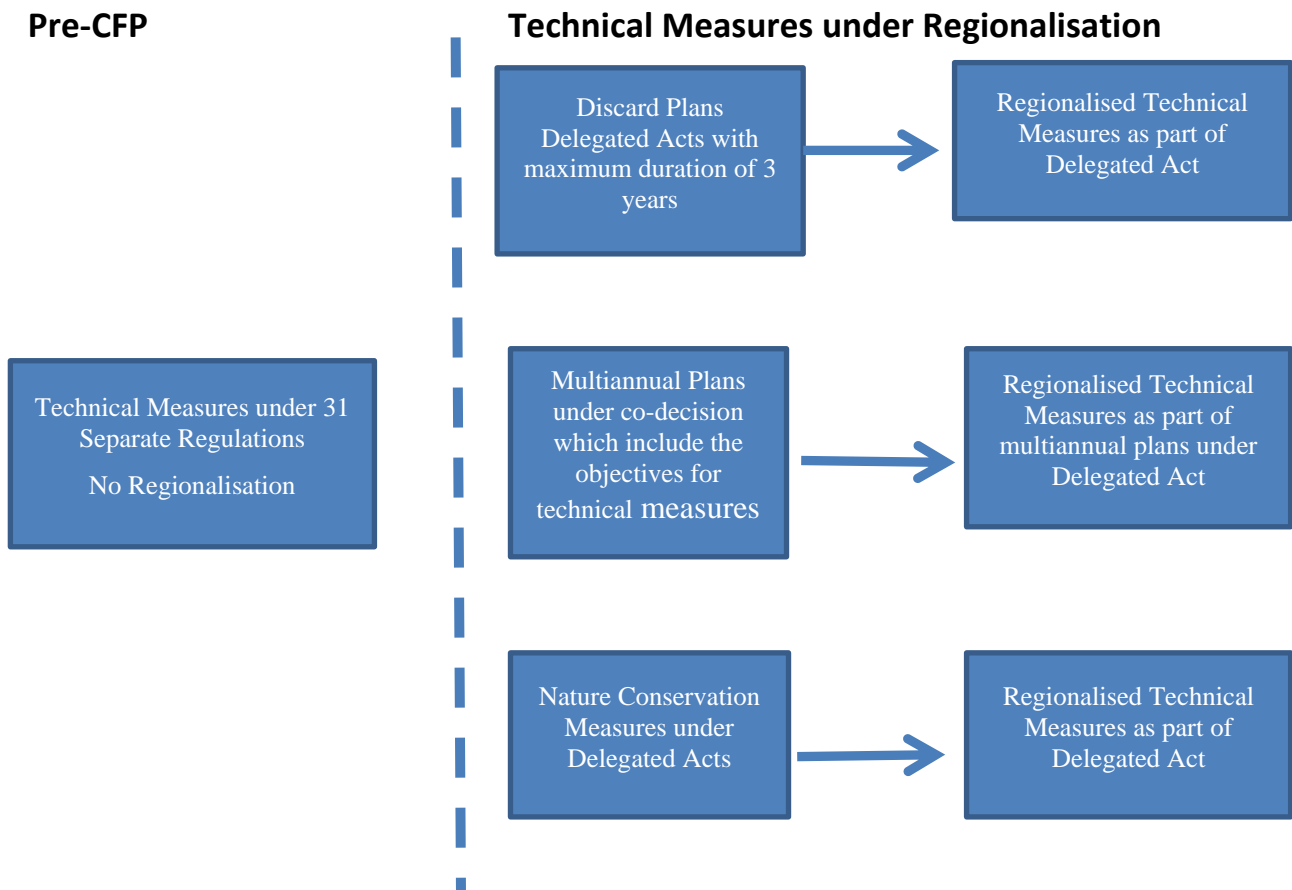 Pre-CFP
Technical Measures under Regionalisation
Discard Plans
Delegated Acts with
maximum duration of 3
years
Regionalised Technical
Measures as part of
Delegated Act
Technical Measures under 31
Separate Regulations
No Regionalisation
Multiannual Plans
under co-decision
which include the
objectives for
technical measures
Regionalised Technical
Measures as part of
multiannual plans under
Delegated Act
Nature Conservation
Measures under
Delegated Acts
Regionalised Technical
Measures as part of
Delegated Act